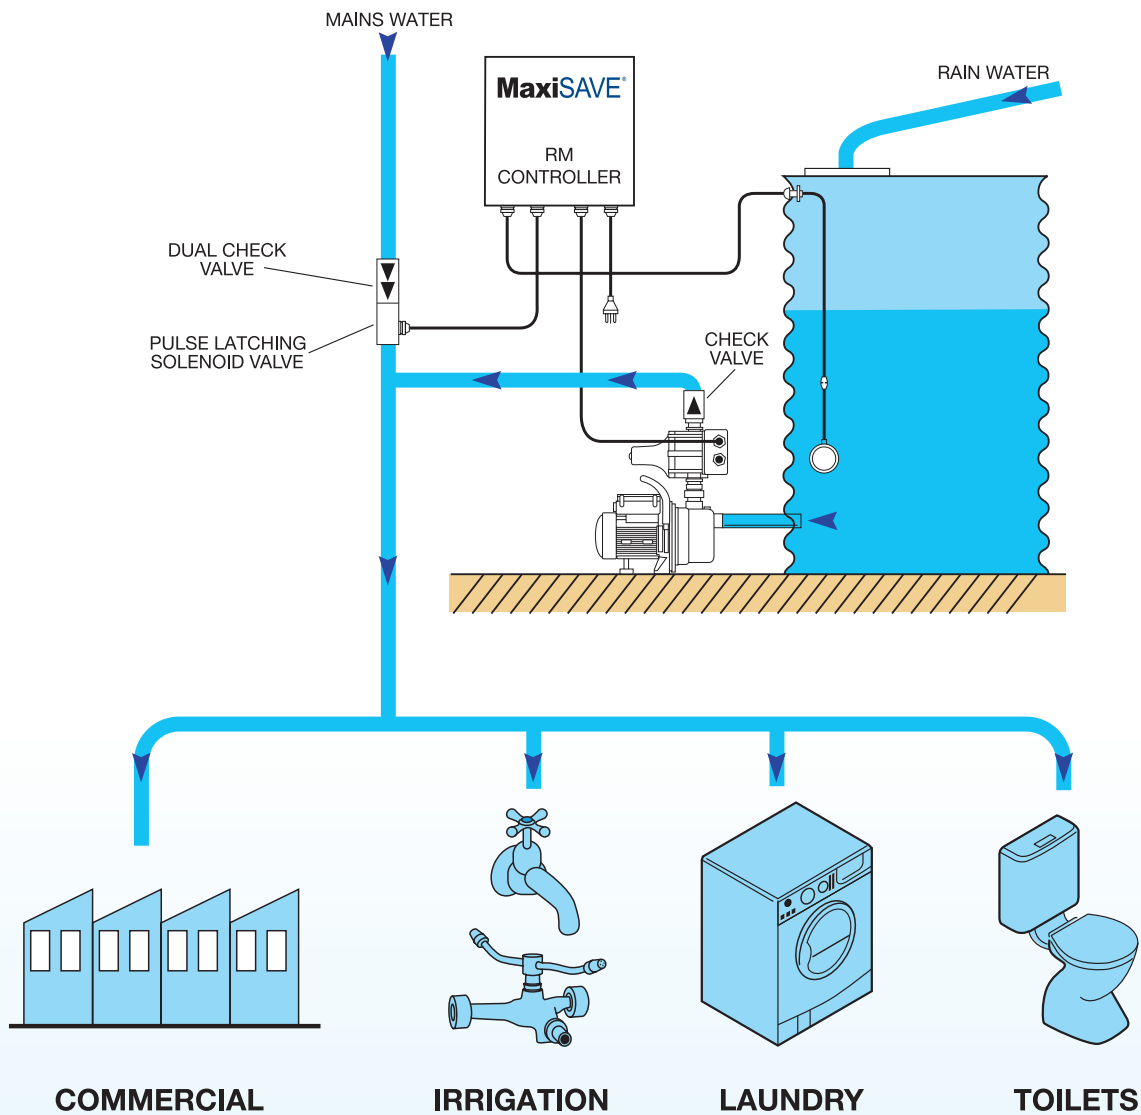 MAINS WATER
MaxiSAVE®
RAIN WATER
RM
CONTROLLER
DUAL CHECK
VALVE
PULSE LATCHING
SOLENOID VALVE
CHECK
VALVE
COMMERCIAL
IRRIGATION
LAUNDRY
TOILETS